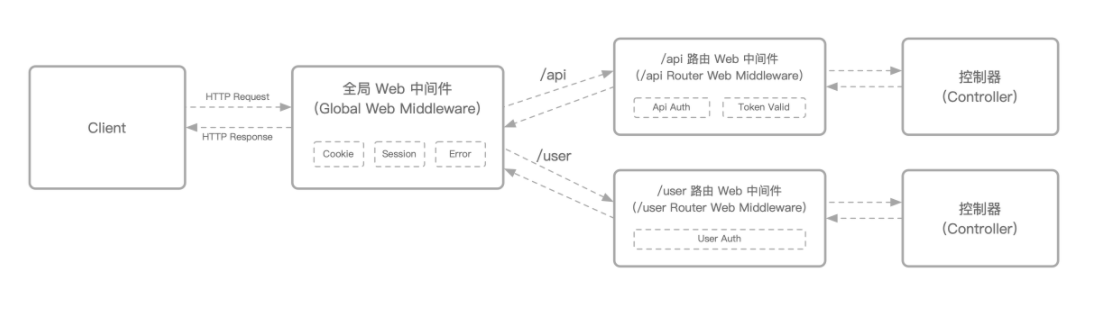 Client
HTTP Request
HTTP Response
全局 Web 中间件
(Global Web Middleware)
Cookie
Session
Error
/api
/user
/api 路由 Web 中间件
(/api Router Web Middleware)
Api Auth
Token Valid
控制器
(Controller)
/user 路由 Web 中间件
(/user Router Web Middleware)
User Auth
控制器
(Controller)